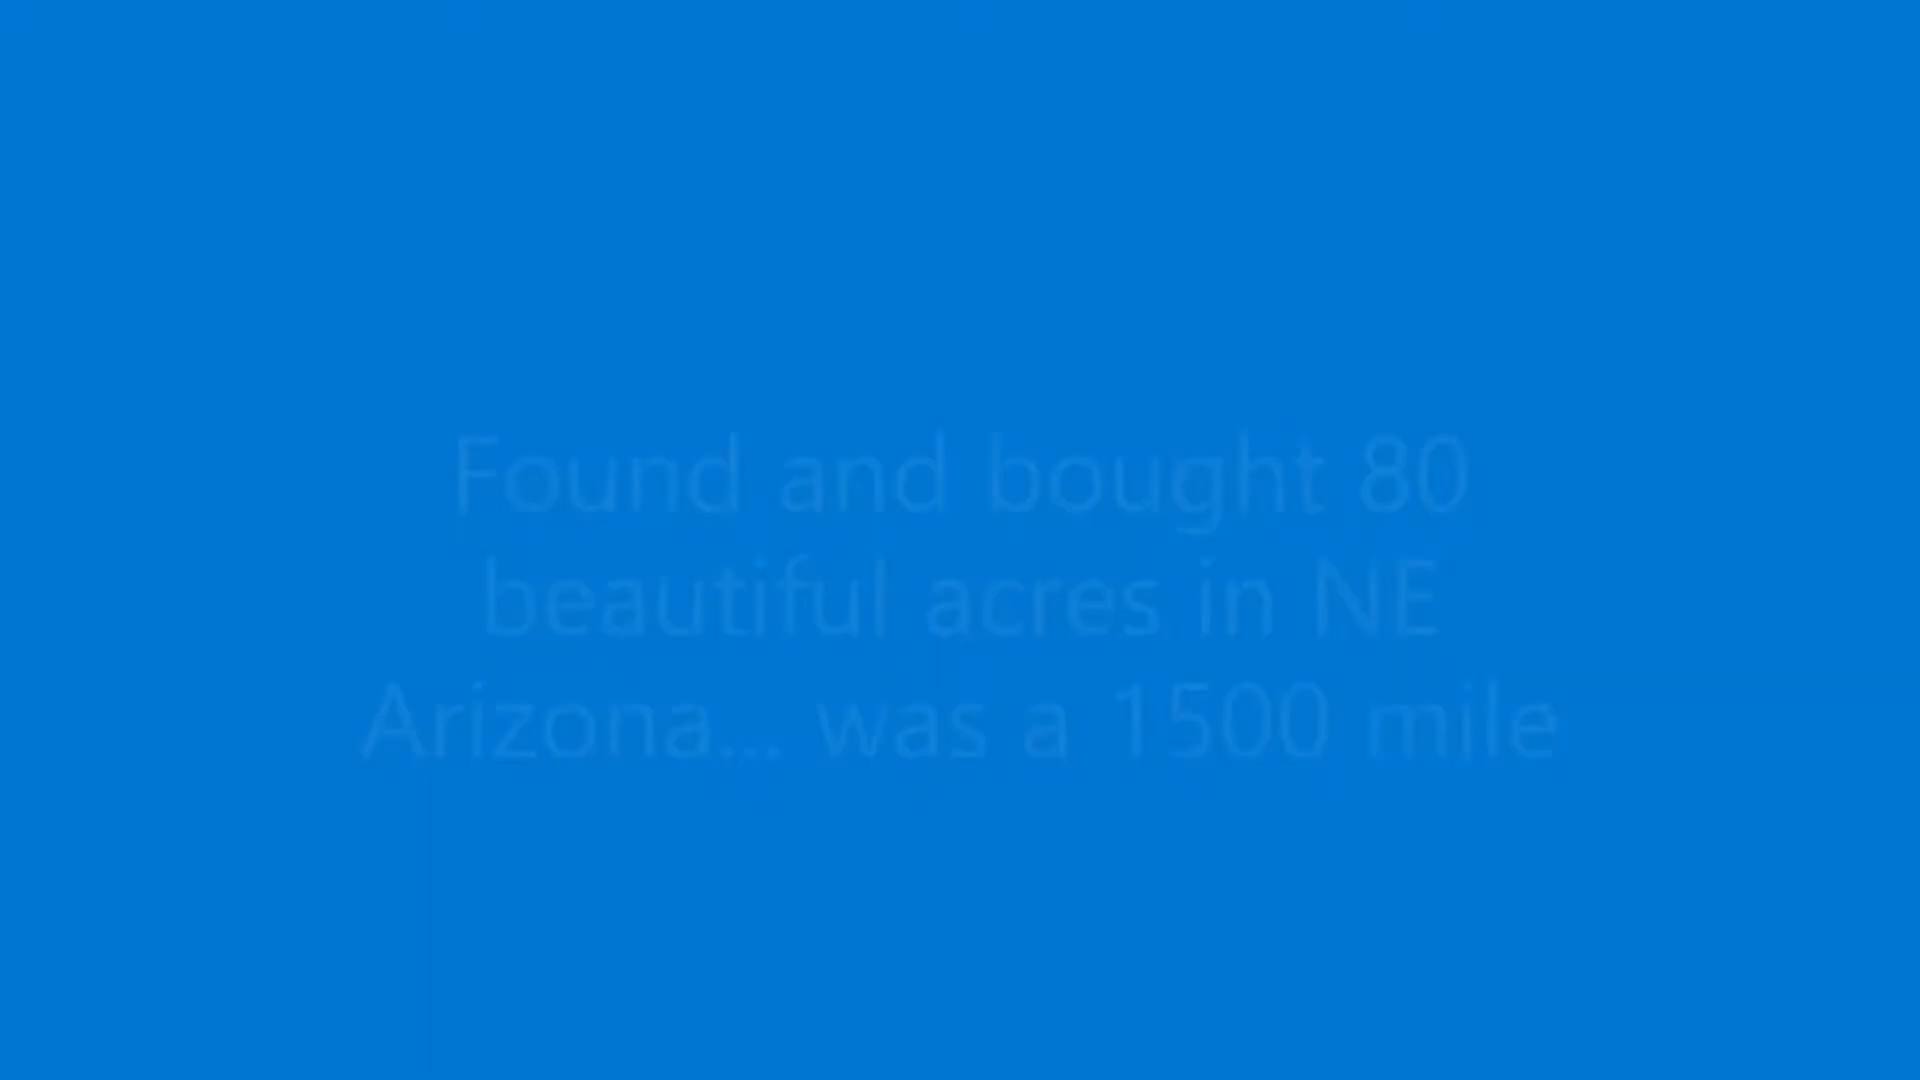 Found and bought 80
beautiful acres in NE
Arizona... was a 1500 mile